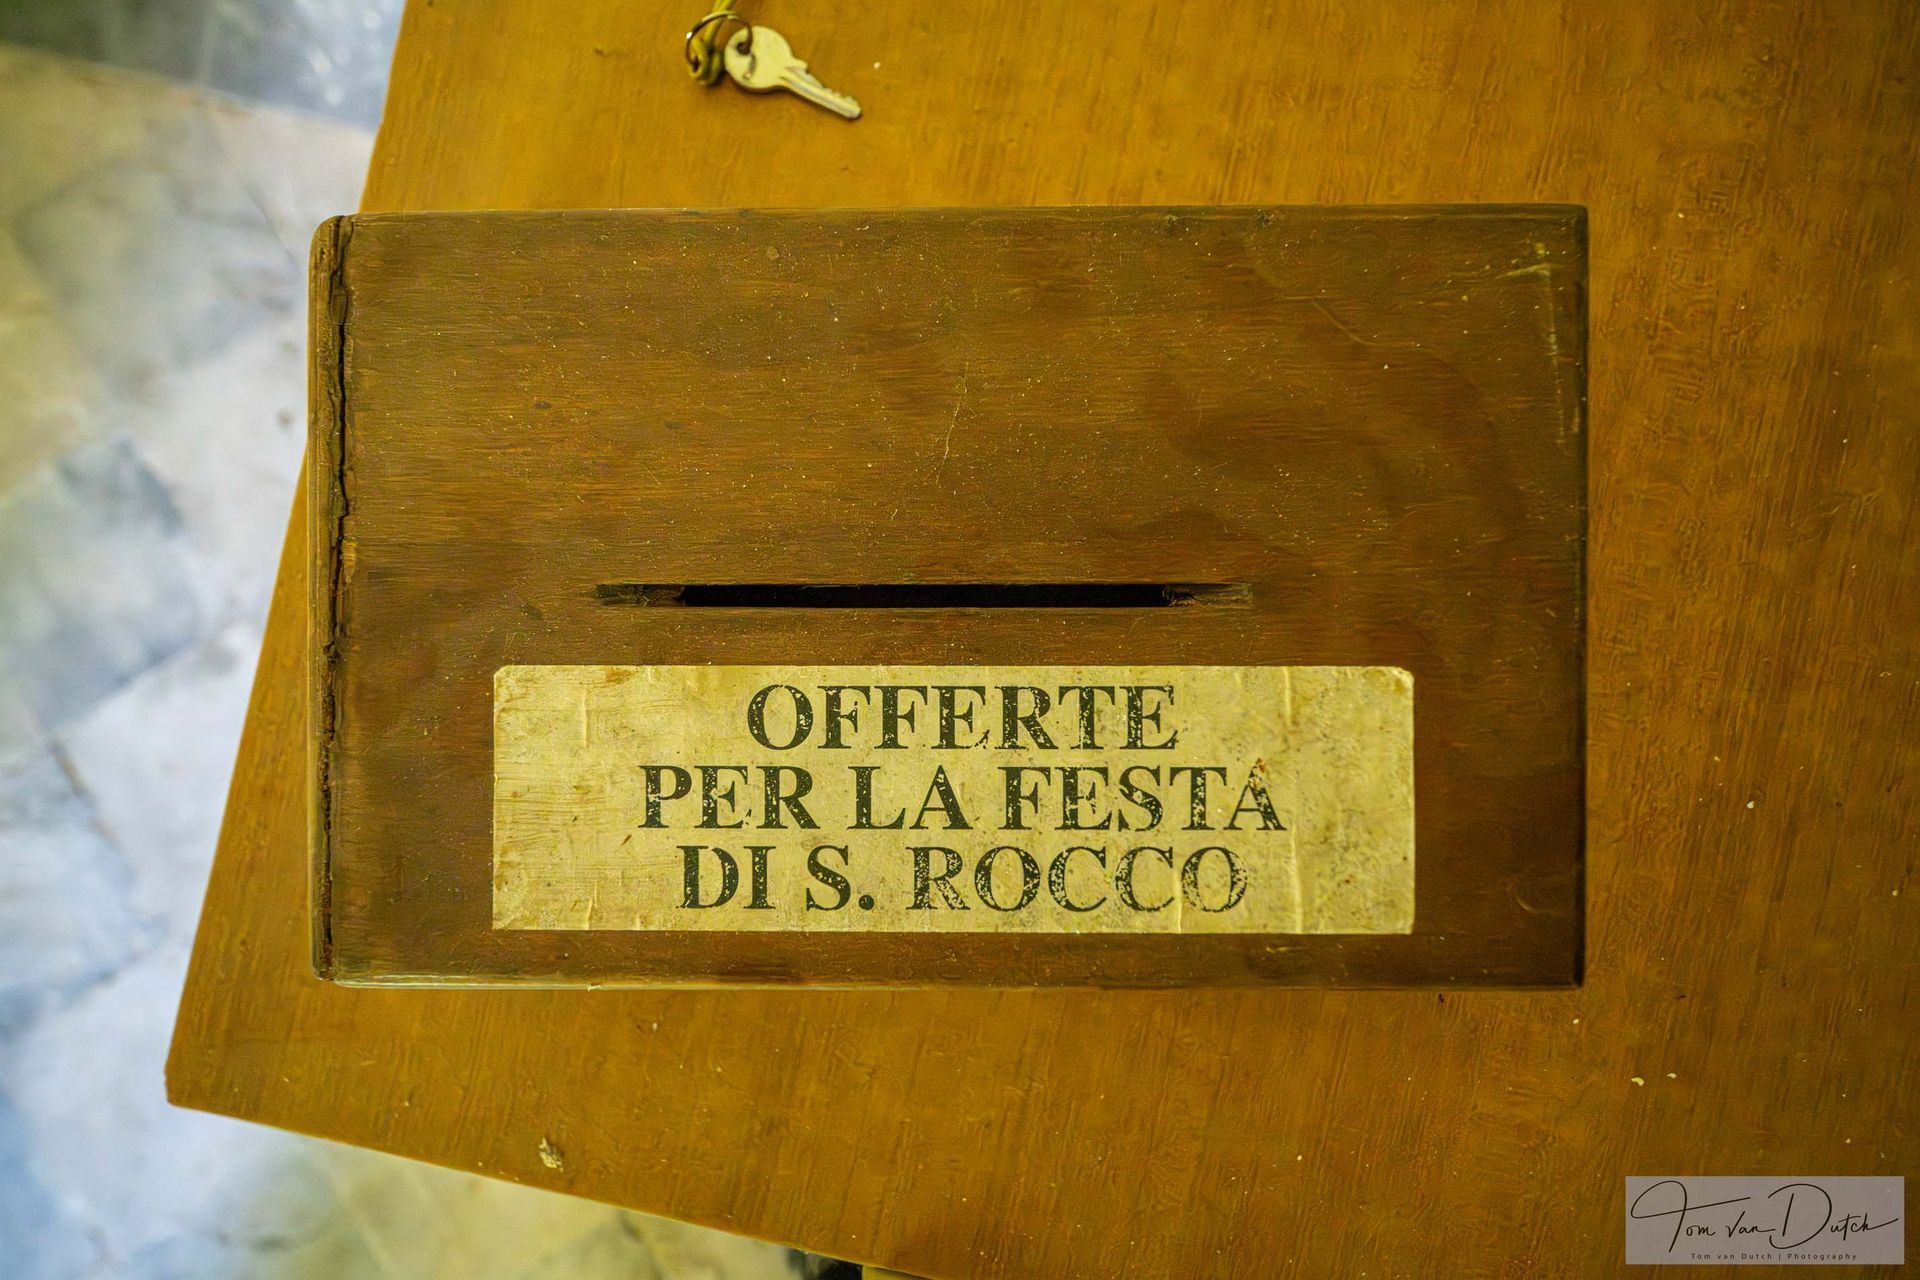 OFFERTE
PER LA FESTA
DI S. ROCCO
Tom van Dutch
Tom van Dutch | Photography